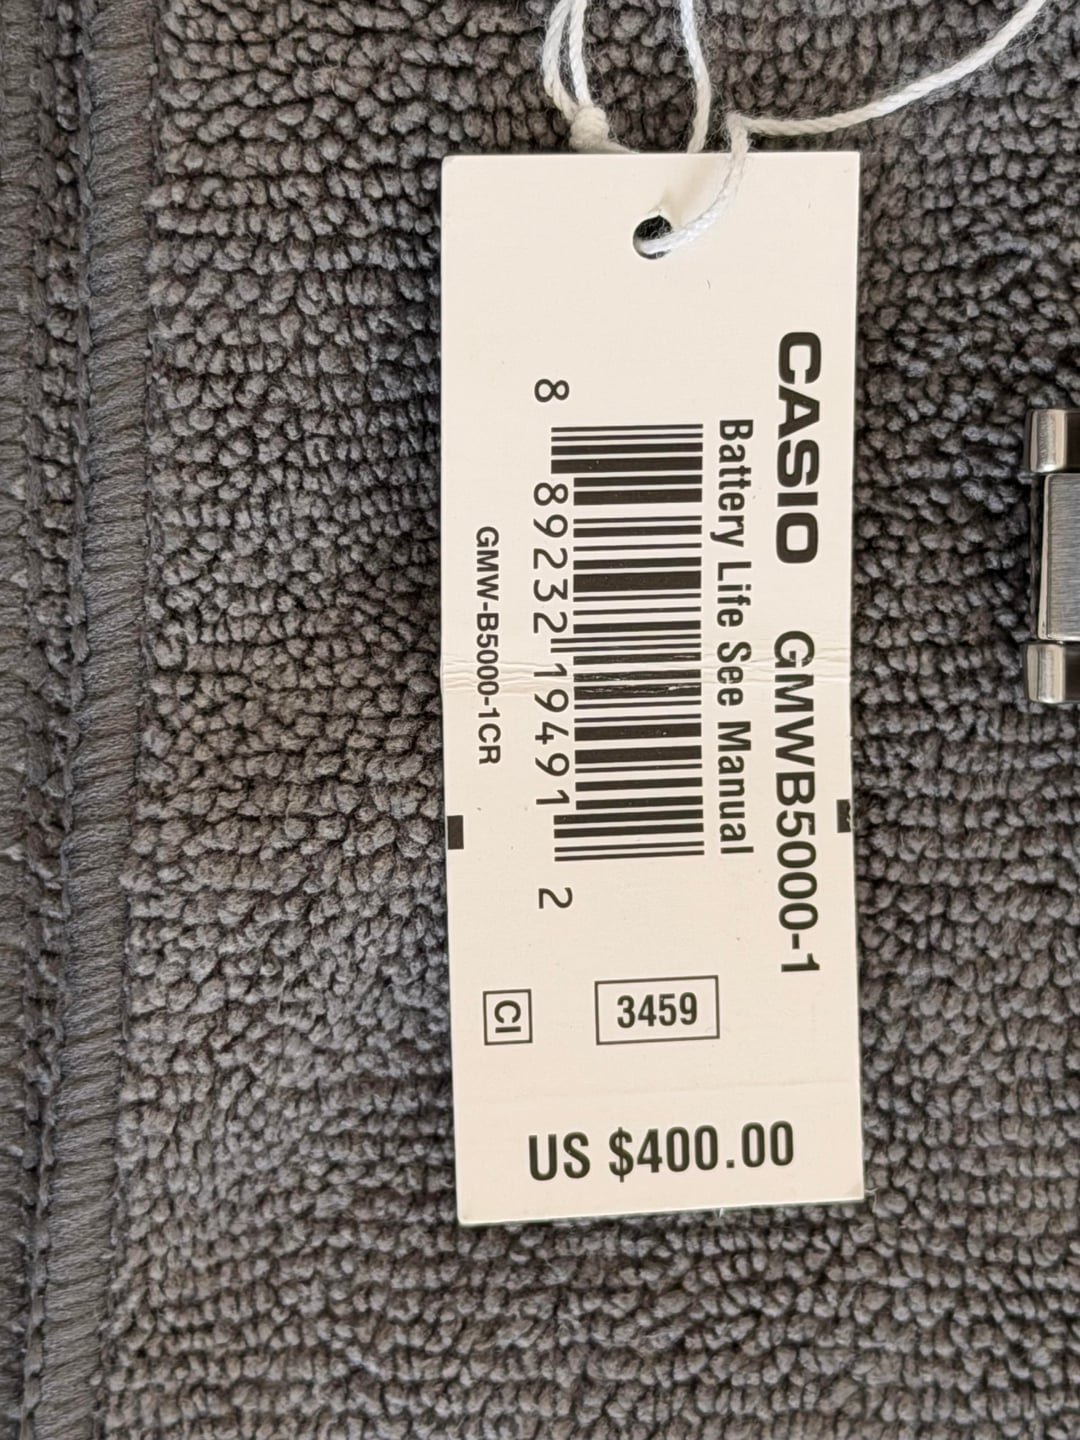 CASIO GMWB5000-1
Battery Life See Manual
8 89232 19491 2
GMW-B5000-1CR
3459
CI
US $400.00